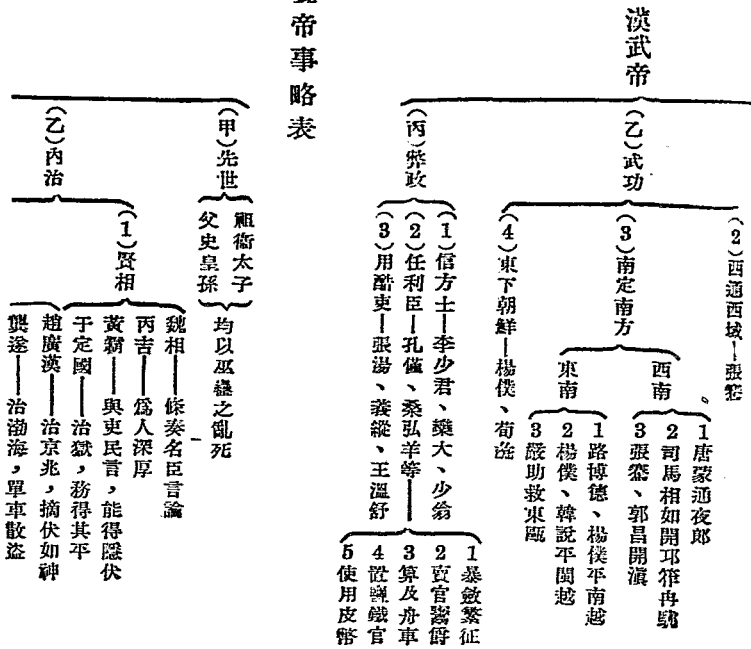 漢武帝
(2)西通西域—張騫
(乙)武功
(3)南定南方
西南
1唐蒙通夜郎
2司馬相如開邛筰冉駹
3張騫、郭昌開滇
東南
1路博德、楊僕平南越
2楊僕、韓說平閩越
3嚴助救東甌
(4)東下朝鮮—楊僕、荀彘
(丙)弊政
(1)信方士—李少君、欒大、少翁
(2)任利臣—孔僅、桑弘羊等
1暴斂繁征
2賣官鬻爵
3算及舟車
4設鹽鐵官
5使用皮幣
(3)用酷吏—張湯、義縱、王溫舒
帝事略表
(甲)先世
祖衞太子
父史皇孫
均以巫蠱之亂死
(乙)內治
(1)賢相
魏相—條奏名臣言論
丙吉—爲人深厚
黃霸—與吏民言,能得隱伏
于定國—治獄,務得其平
趙廣漢—治京兆,摘伏如神
龔遂—治渤海,單車散盜